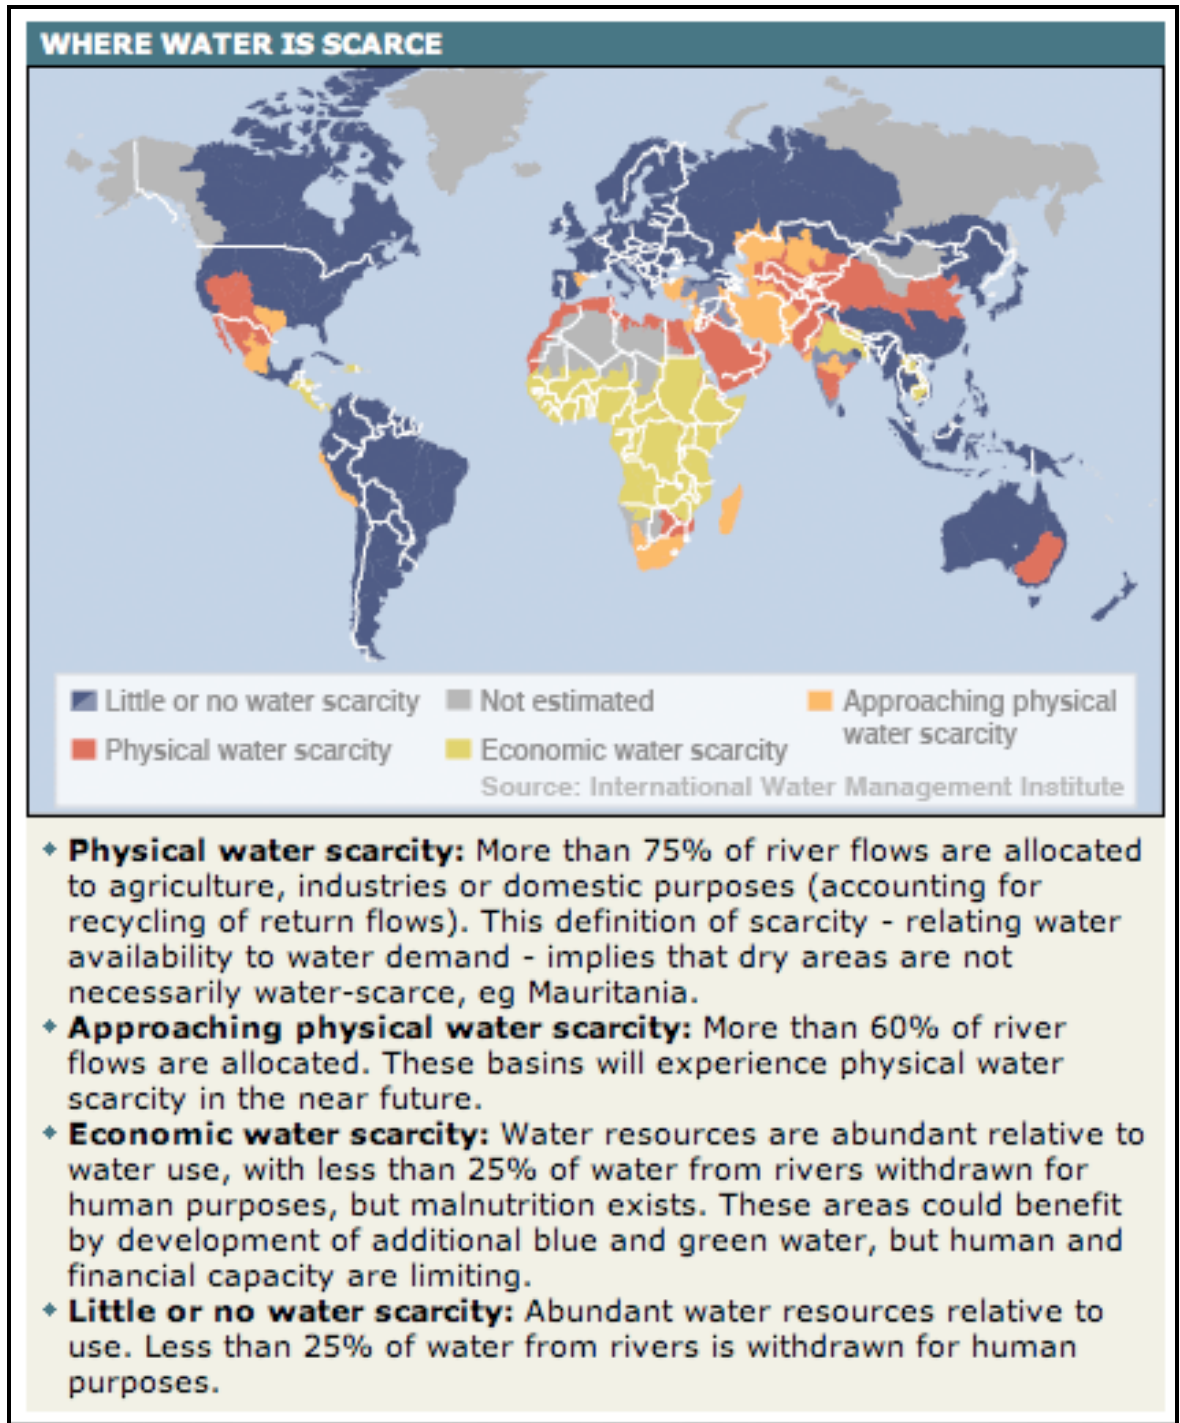 WHERE WATER IS SCARCE
Little or no water scarcity
Not estimated
Approaching physical
water scarcity
Physical water scarcity
Economic water scarcity
Source: International Water Management Institute
Physical water scarcity: More than 75% of river flows are allocated
to agriculture, industries or domestic purposes (accounting for
recycling of return flows). This definition of scarcity - relating water
availability to water demand - implies that dry areas are not
necessarily water-scarce, eg Mauritania.
Approaching physical water scarcity: More than 60% of river
flows are allocated. These basins will experience physical water
scarcity in the near future.
Economic water scarcity: Water resources are abundant relative to
water use, with less than 25% of water from rivers withdrawn for
human purposes, but malnutrition exists. These areas could benefit
by development of additional blue and green water, but human and
financial capacity are limiting.
Little or no water scarcity: Abundant water resources relative to
use. Less than 25% of water from rivers is withdrawn for human
purposes.